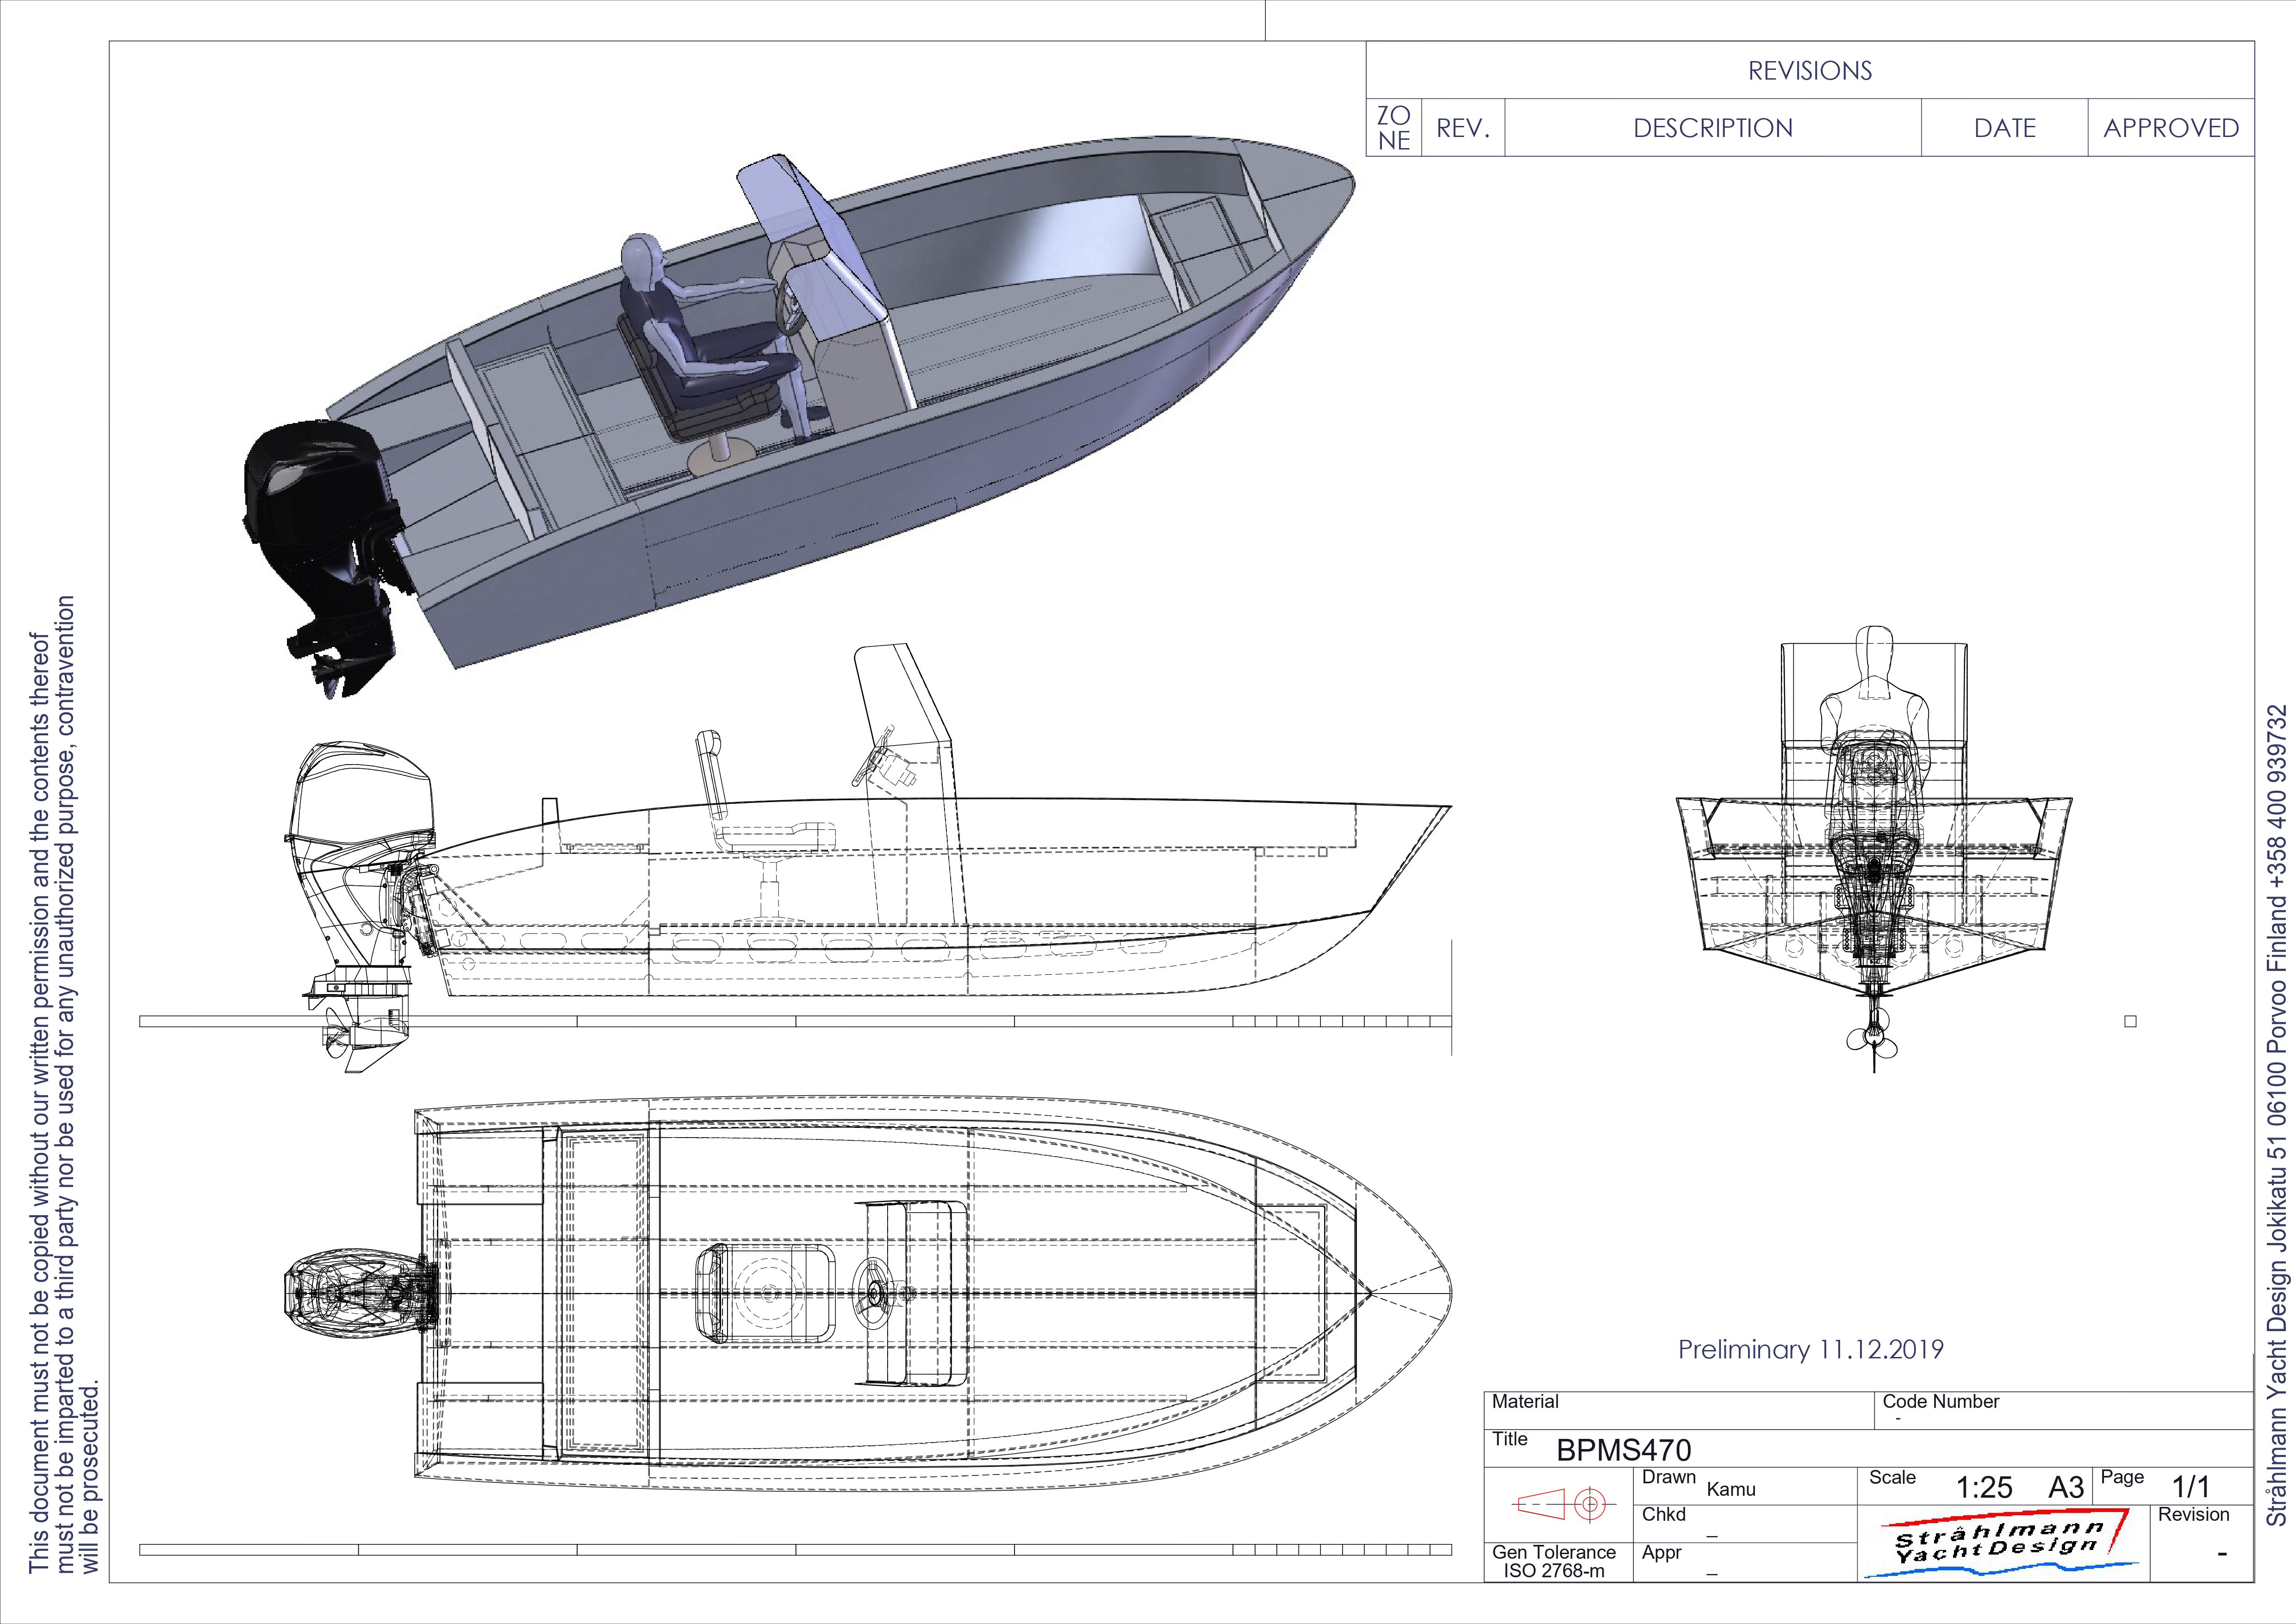 REVISIONS
ZO
NE
REV.
DESCRIPTION
DATE
APPROVED
This document must not be copied without our written permission and the contents thereof
must not be imparted to a third party nor be used for any unauthorized purpose, contravention
will be prosecuted.
Stråhlmann Yacht Design Jokikatu 51 06100 Porvoo Finland +358 400 939732
Preliminary 11.12.2019
Material
Code Number
-
Title
BPMS470
Drawn
Kamu
Scale
1:25
A3
Page
1/1
Chkd
_
Gen Tolerance
ISO 2768-m
Appr
_
Stråhlmann
YachtDesign
Revision
-